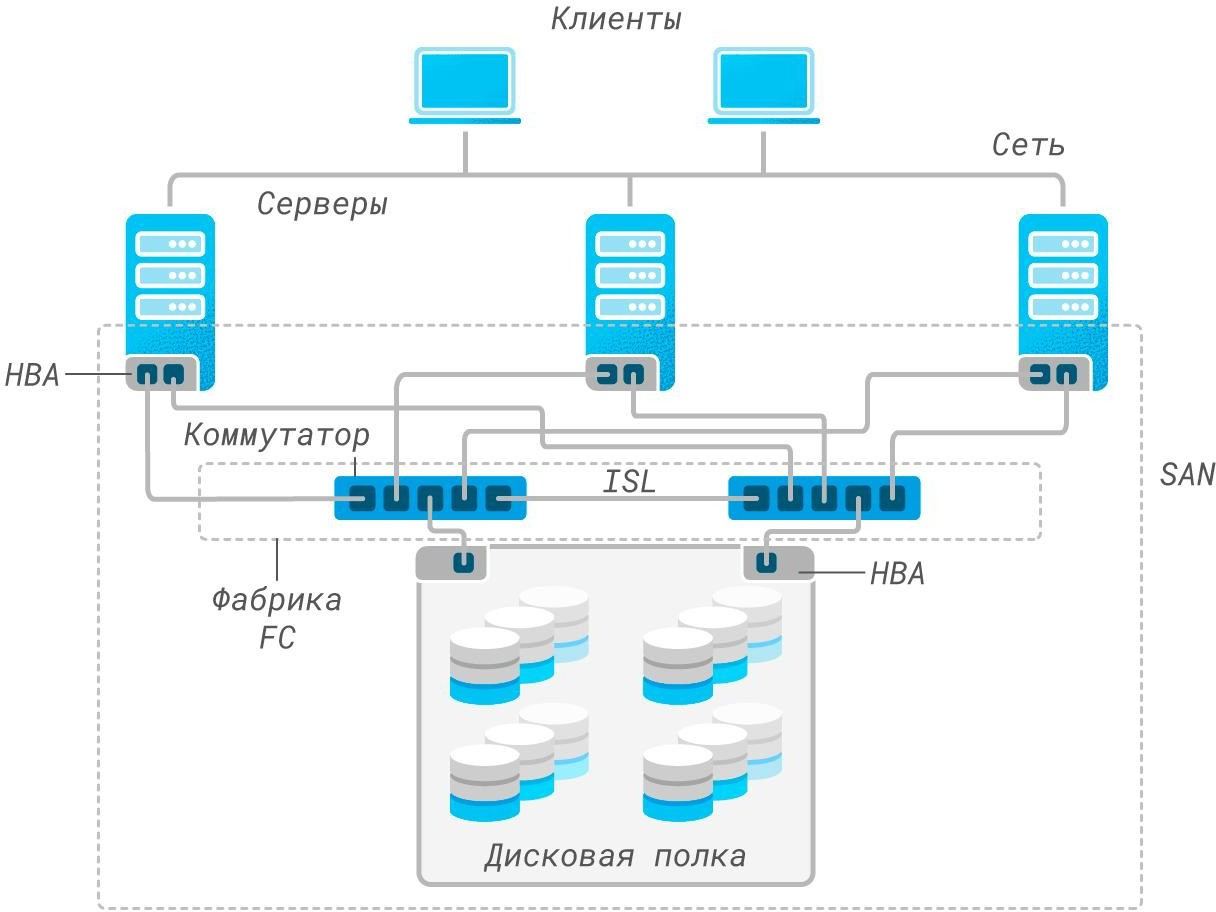 Клиенты
Сеть
Серверы
HBA
Коммутатор
ISL
SAN
HBA
Фабрика
FC
Дисковая полка